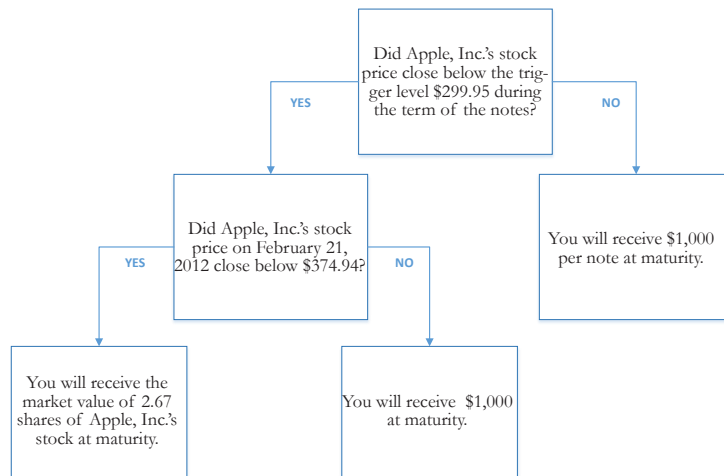 Did Apple, Inc.'s stock
price close below the trig-
ger level $299.95 during
the term of the notes?
YES
NO
Did Apple, Inc.'s stock
price on February 21,
2012 close below $374.94?
You will receive $1,000
per note at maturity.
YES
NO
You will receive the
market value of 2.67
shares of Apple, Inc.'s
stock at maturity.
You will receive $1,000
at maturity.